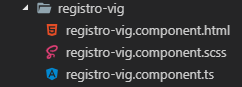 registro-vig
registro-vig.component.html
registro-vig.component.scss
registro-vig.component.ts